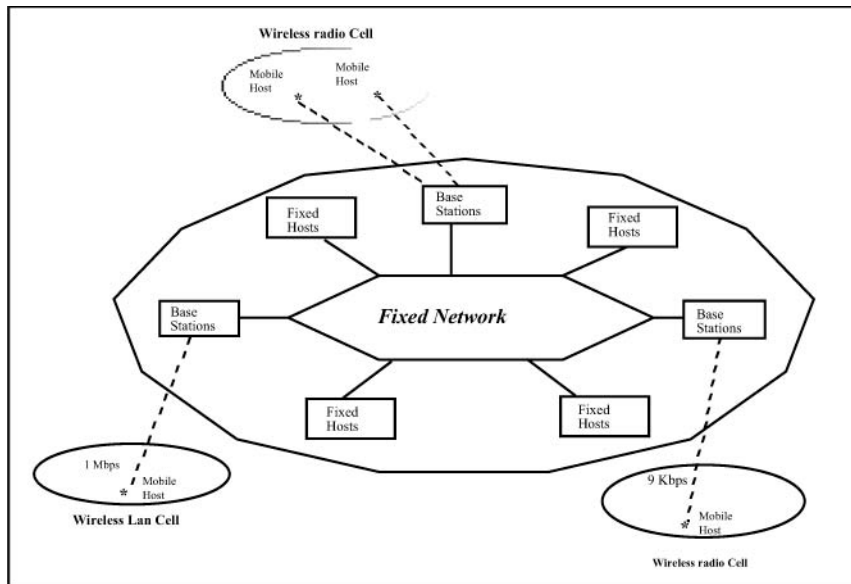 Wireless radio Cell
Mobile
Host
Mobile
Host
Base
Stations
Fixed
Hosts
Fixed
Hosts
Base
Stations
Fixed Network
Base
Stations
Fixed
Hosts
Fixed
Hosts
1 Mbps
Mobile
Host
Wireless Lan Cell
9 Kbps
Mobile
Host
Wireless radio Cell